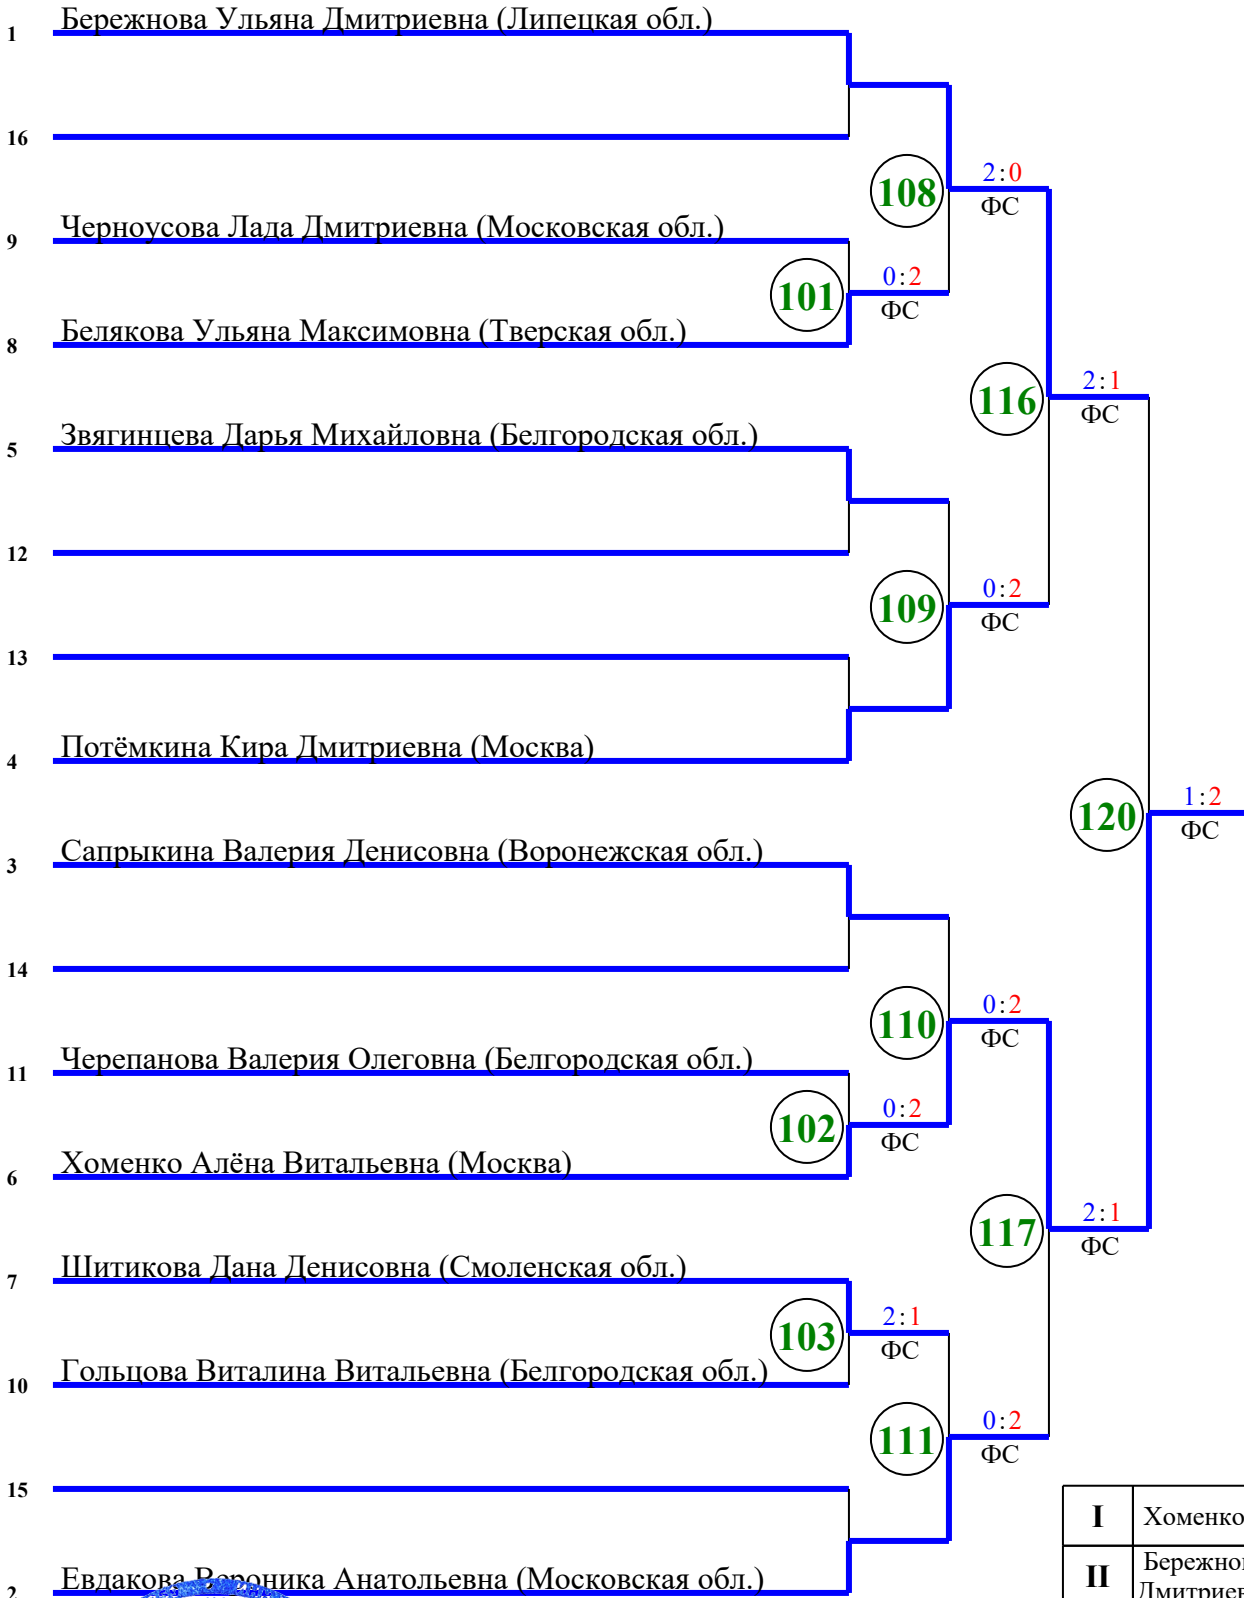 1 Бережнова Ульяна Дмитриевна (Липецкая обл.)
16
108 2:0
ФС
9 Черноусова Лада Дмитриевна (Московская обл.)
101 0:2
ФС
8 Белякова Ульяна Максимовна (Тверская обл.)
116 2:1
ФС
5 Звягинцева Дарья Михайловна (Белгородская обл.)
12
109 0:2
ФС
13
4 Потёмкина Кира Дмитриевна (Москва)
120 1:2
ФС
3 Сапрыкина Валерия Денисовна (Воронежская обл.)
14
110 0:2
ФС
11 Черепанова Валерия Олеговна (Белгородская обл.)
102 0:2
ФС
6 Хоменко Алёна Витальевна (Москва)
117 2:1
ФС
7 Шитикова Дана Денисовна (Смоленская обл.)
103 2:1
ФС
10 Гольцова Виталина Витальевна (Белгородская обл.)
111 0:2
ФС
15
I Хоменко
II Бережнов
Дмитриев
2 Евдакова Вероника Анатольевна (Московская обл.)